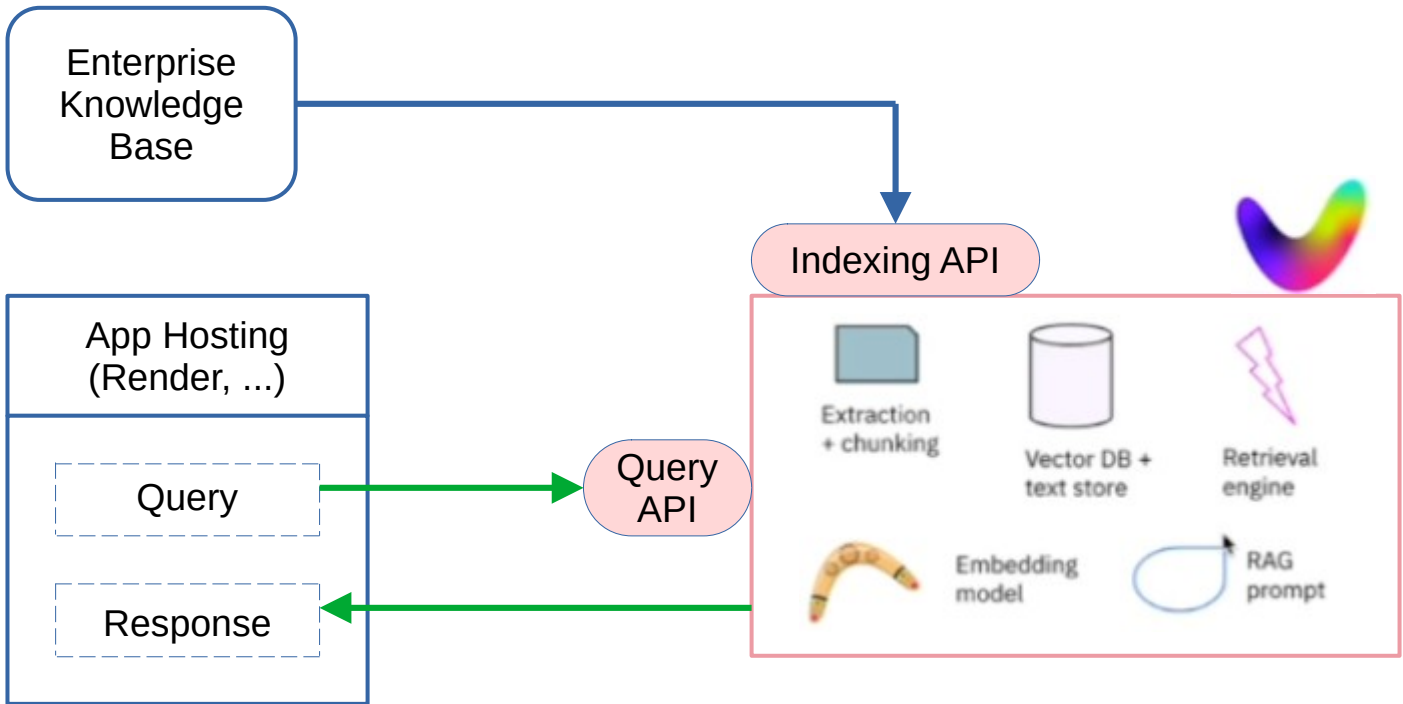 Enterprise
Knowledge
Base
Indexing API
App Hosting
(Render, ...)
Extraction
+ chunking
Vector DB +
text store
Retrieval
engine
Query
Query
API
Embedding
model
RAG
prompt
Response